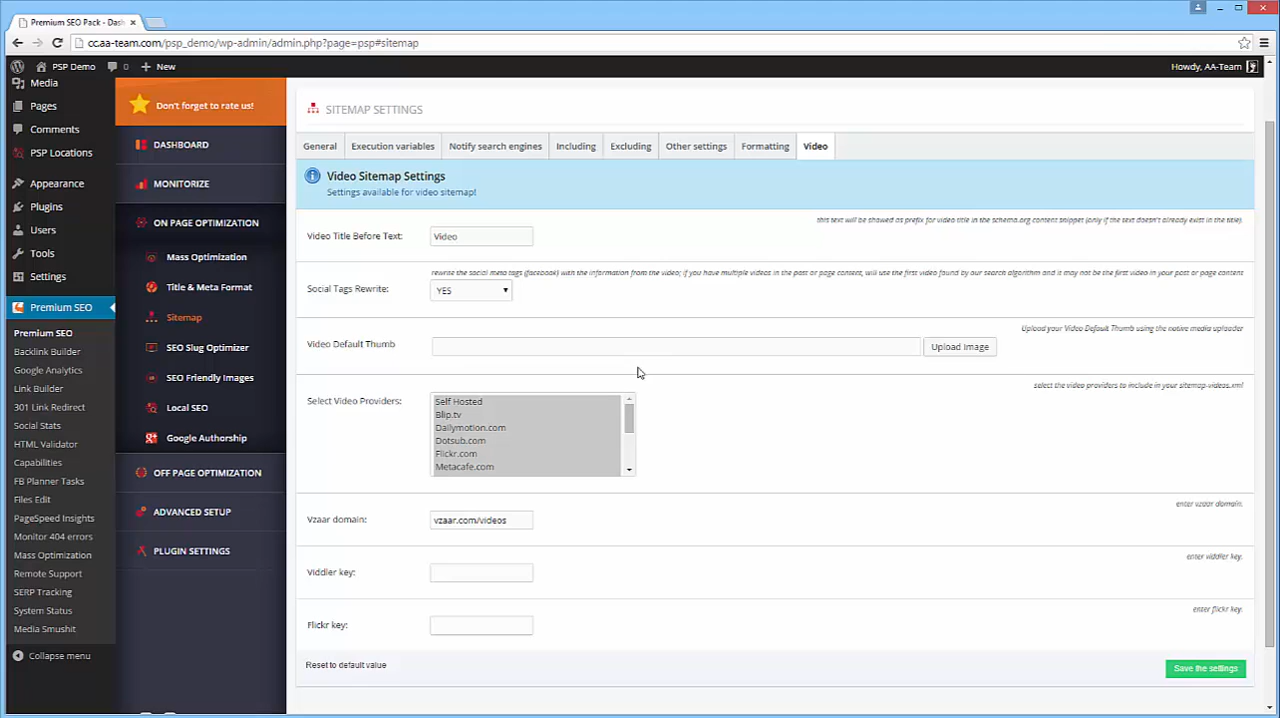 Premium SEO Pack - Dash
cc.aa-team.com/psp_demo/wp-admin/admin.php?page=psp#sitemap
PSP Demo
New
Howdy, AA-Team
Media
Pages
Comments
PSP Locations
Appearance
Plugins
Users
Tools
Settings
Premium SEO
Premium SEO
Backlink Builder
Google Analytics
Link Builder
301 Link Redirect
Social Stats
HTML Validator
Capabilities
FB Planner Tasks
Files Edit
PageSpeed Insights
Monitor 404 errors
Mass Optimization
Remote Support
SERP Tracking
System Status
Media Smushit
Collapse menu
Don't forget to rate us!
DASHBOARD
MONITORIZE
ON PAGE OPTIMIZATION
Mass Optimization
Title & Meta Format
Sitemap
SEO Slug Optimizer
SEO Friendly Images
Local SEO
Google Authorship
OFF PAGE OPTIMIZATION
ADVANCED SETUP
PLUGIN SETTINGS
SITEMAP SETTINGS
General Execution variables Notify search engines Including Excluding Other settings Formatting Video
Video Sitemap Settings
Settings available for video sitemap!
this text will be showed as prefix for video title in the schema.org content snippet (only if the text doesn't already exist in the title).
Video Title Before Text: Video
rewrite the social meta tags (facebook) with the information from the video; if you have multiple videos in the post or page content, will use the first video found by our search algorithm and it may not be the first video in your post or page content
Social Tags Rewrite: YES
Upload your Video Default Thumb using the native media uploader
Video Default Thumb Upload Image
select the video providers to include in your sitemap-videos.xml
Select Video Providers: Self Hosted
Blip.tv
Dailymotion.com
Dotsub.com
Flickr.com
Metacafe.com
enter vzaar domain.
Vzaar domain: vzaar.com/videos
enter viddler key.
Viddler key:
enter flickr key.
Flickr key:
Reset to default value
Save the settings